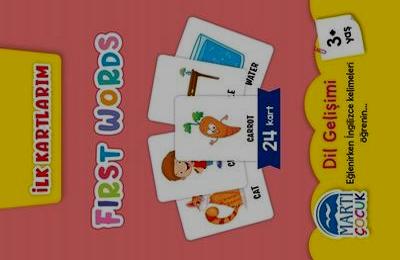 İLK KARTLARIM
FIRST WORDS
WATER
CARROT
CAT
24 kart
3+
yaş
Dil Gelişimi
Eğlenirken İngilizce kelimeleri
öğrenin...
MARTI
ÇOCUK